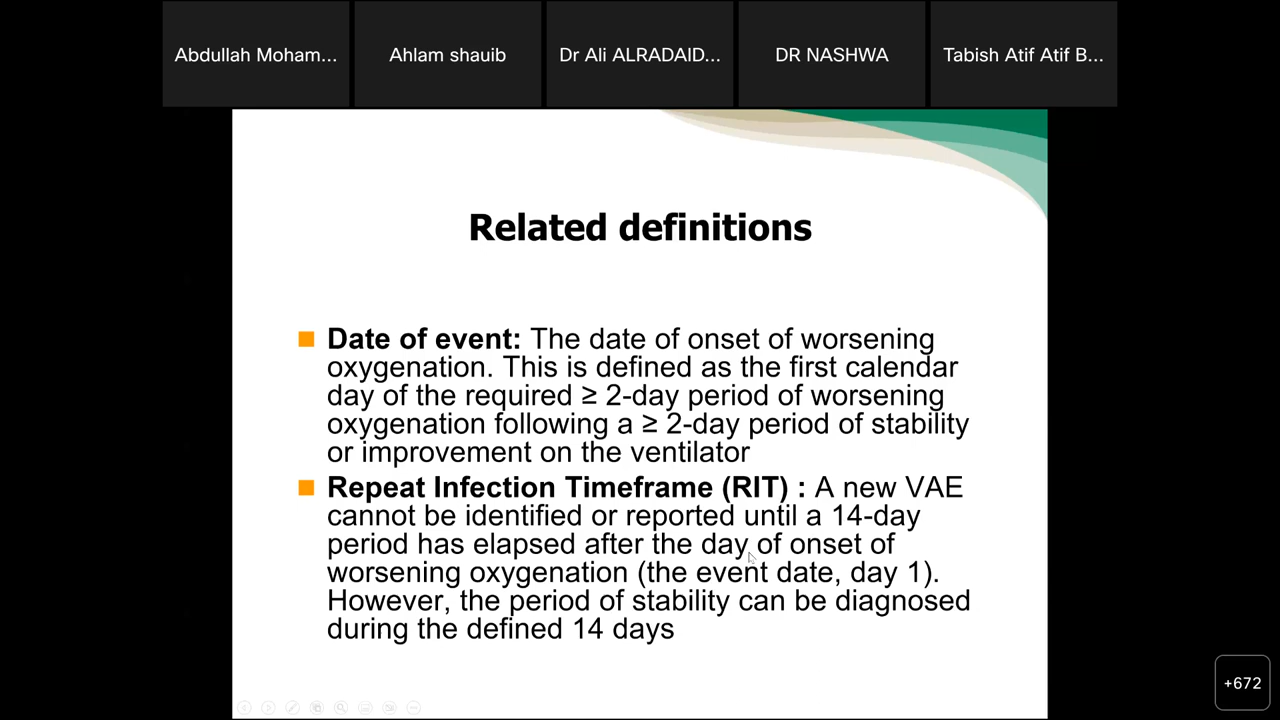 Abdullah Moham...
Ahlam shauib
Dr Ali ALRADAID...
DR NASHWA
Tabish Atif Atif B...
Related definitions
Date of event: The date of onset of worsening
oxygenation. This is defined as the first calendar
day of the required ≥ 2-day period of worsening
oxygenation following a ≥ 2-day period of stability
or improvement on the ventilator
Repeat Infection Timeframe (RIT) : A new VAE
cannot be identified or reported until a 14-day
period has elapsed after the day of onset of
worsening oxygenation (the event date, day 1).
However, the period of stability can be diagnosed
during the defined 14 days
+672